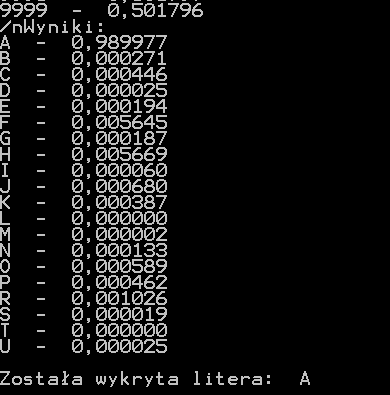 9999 - 0,501796
/nWyniki:
A - 0,989977
B - 0,000271
C - 0,000446
D - 0,000025
E - 0,000194
F - 0,005645
G - 0,000187
H - 0,005669
I - 0,000060
J - 0,000680
K - 0,000387
L - 0,000000
M - 0,000002
N - 0,000133
O - 0,000589
P - 0,000462
R - 0,001026
S - 0,000019
T - 0,000000
U - 0,000025
Została wykryta litera: A